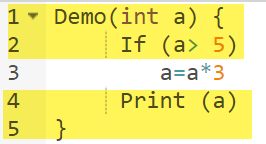 1 Demo(int a) {
2 If (a> 5)
3 a=a*3
4 Print (a)
5 }